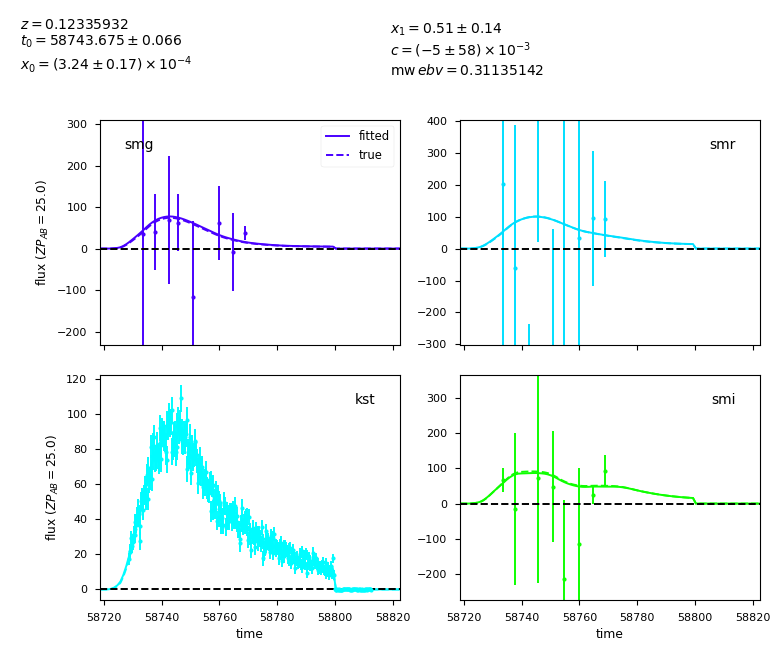 z = 0.12335932
t₀ = 58743.675 ± 0.066
x₀ = (3.24 ± 0.17) × 10⁻⁴
x₁ = 0.51 ± 0.14
c = (−5 ± 58) × 10⁻³
mw ebv = 0.31135142
smg
fitted
true
300
200
100
0
−100
−200
flux (ZP_AB = 25.0)
smr
400
300
200
100
0
−100
−200
−300
kst
120
100
80
60
40
20
0
flux (ZP_AB = 25.0)
58720 58740 58760 58780 58800 58820
time
smi
300
200
100
0
−100
−200
58720 58740 58760 58780 58800 58820
time